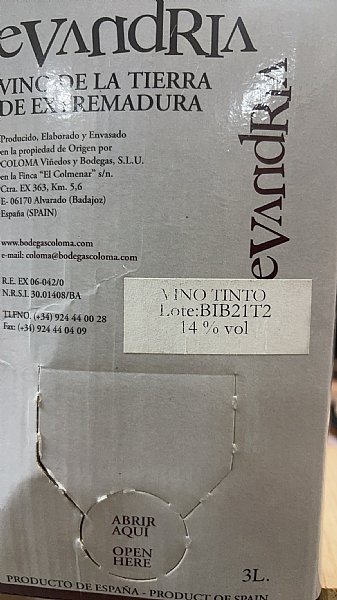 evandria
VINO DE LA TIERRA
DE EXTREMADURA
Producido, Elaborado y Envasado
en la propiedad de Origen por
COLOMA Viñedos y Bodegas, S.L.U.
en la Finca "El Colmenar" s/n.
Ctra. EX 363, Km. 5,6
E- 06170 Alvarado (Badajoz)
España (SPAIN)
www.bodegascoloma.com
e-mail: coloma@bodegascoloma.com
R.E. EX 06-042/0
N.R.S.I. 30.01408/BA
TLFNO. (+34) 924 44 00 28
Fax: (+34) 924 44 04 09
evandria
VINO TINTO
Lote:BIB21T2
14 % vol
ABRIR
AQUÍ
OPEN
HERE
3L.
PRODUCTO DE ESPAÑA - PRODUCT OF SPAIN